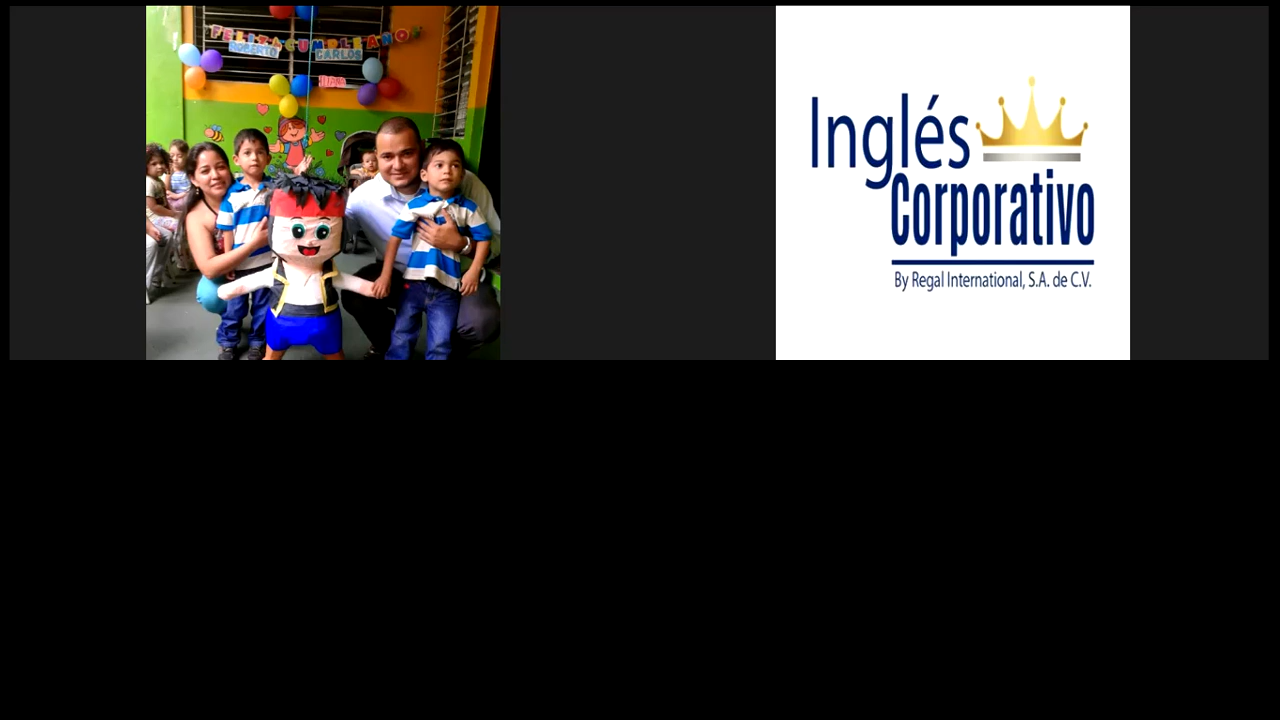 FELIZ CUMPLEAÑOS
ROBERTO CARLOS
Inglés
Corporativo
By Regal International, S.A. de C.V.